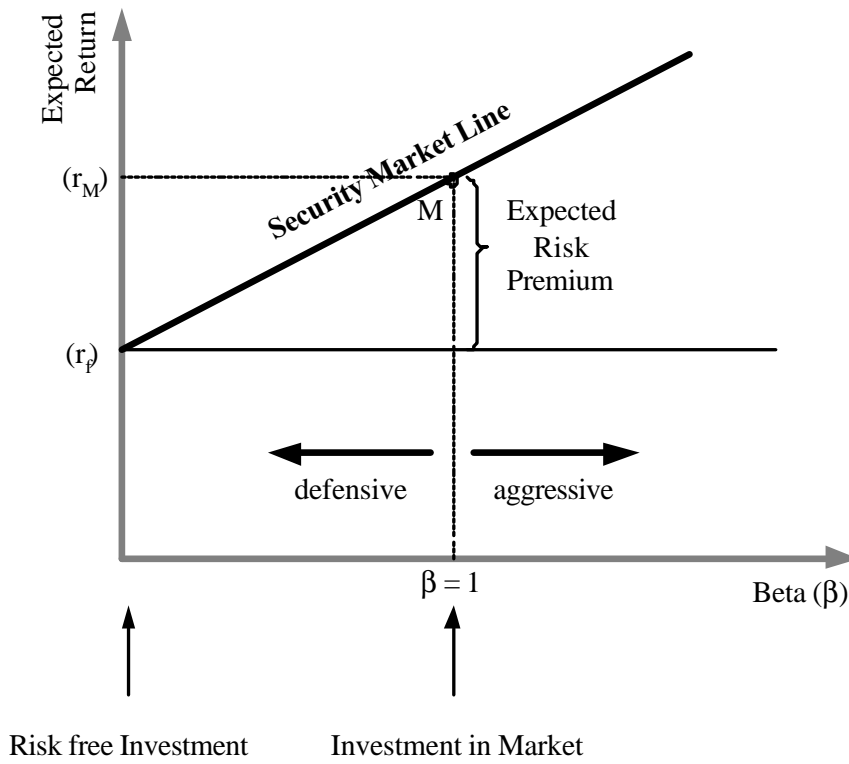 Expected
Return
Security Market Line
(r_M)
M
Expected
Risk
Premium
(r_f)
defensive
aggressive
β = 1
Beta (β)
Risk free Investment
Investment in Market